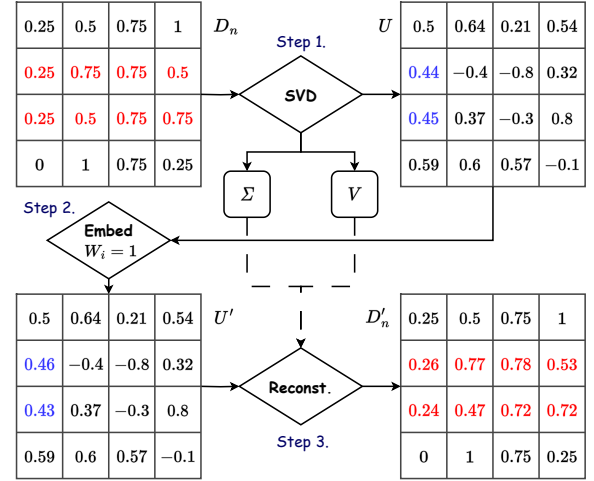 D_n
0.25 0.5 0.75 1
0.25 0.75 0.75 0.5
0.25 0.5 0.75 0.75
0 1 0.75 0.25
Step 1.
SVD
U
0.5 0.64 0.21 0.54
0.44 −0.4 −0.8 0.32
0.45 0.37 −0.3 0.8
0.59 0.6 0.57 −0.1
Σ
V
Step 2.
Embed
W_i = 1
U′
0.5 0.64 0.21 0.54
0.46 −0.4 −0.8 0.32
0.43 0.37 −0.3 0.8
0.59 0.6 0.57 −0.1
Reconst.
Step 3.
D′_n
0.25 0.5 0.75 1
0.26 0.77 0.78 0.53
0.24 0.47 0.72 0.72
0 1 0.75 0.25